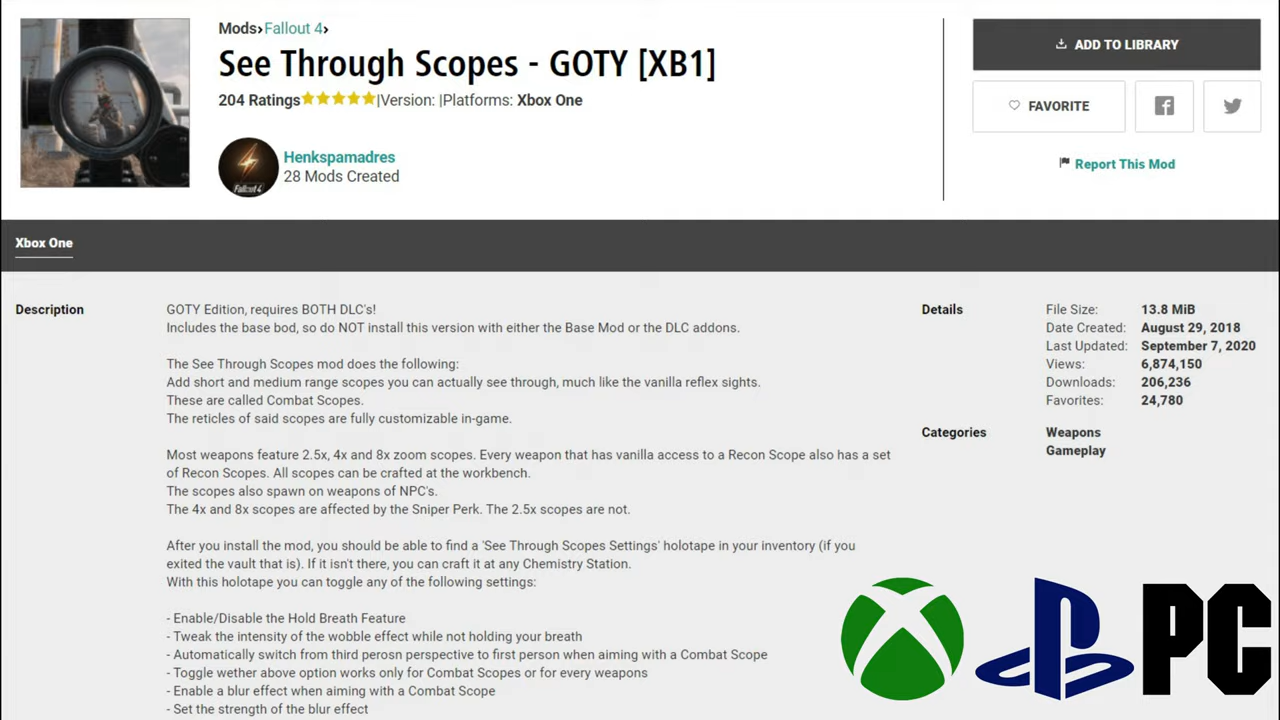 Mods›Fallout 4›
See Through Scopes - GOTY [XB1]
204 Ratings|Version: |Platforms: Xbox One
Henkspamadres
28 Mods Created
Fallout 4
ADD TO LIBRARY
FAVORITE
Report This Mod
Xbox One
Description
GOTY Edition, requires BOTH DLC's!
Includes the base bod, so do NOT install this version with either the Base Mod or the DLC addons.
The See Through Scopes mod does the following:
Add short and medium range scopes you can actually see through, much like the vanilla reflex sights.
These are called Combat Scopes.
The reticles of said scopes are fully customizable in-game.
Most weapons feature 2.5x, 4x and 8x zoom scopes. Every weapon that has vanilla access to a Recon Scope also has a set
of Recon Scopes. All scopes can be crafted at the workbench.
The scopes also spawn on weapons of NPC's.
The 4x and 8x scopes are affected by the Sniper Perk. The 2.5x scopes are not.
After you install the mod, you should be able to find a 'See Through Scopes Settings' holotape in your inventory (if you
exited the vault that is). If it isn't there, you can craft it at any Chemistry Station.
With this holotape you can toggle any of the following settings:
- Enable/Disable the Hold Breath Feature
- Tweak the intensity of the wobble effect while not holding your breath
- Automatically switch from third perosn perspective to first person when aiming with a Combat Scope
- Toggle wether above option works only for Combat Scopes or for every weapons
- Enable a blur effect when aiming with a Combat Scope
- Set the strength of the blur effect
Details
File Size: 13.8 MiB
Date Created: August 29, 2018
Last Updated: September 7, 2020
Views: 6,874,150
Downloads: 206,236
Favorites: 24,780
Categories
Weapons
Gameplay
PC